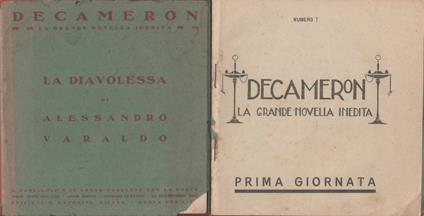 DECAMERON
LA GRANDE NOVELLA INEDITA
LA DIAVOLESSA
DI
ALESSANDRO
VARALDO
NUMERO 1
DECAMERON
LA GRANDE NOVELLA INEDITA
PRIMA GIORNATA